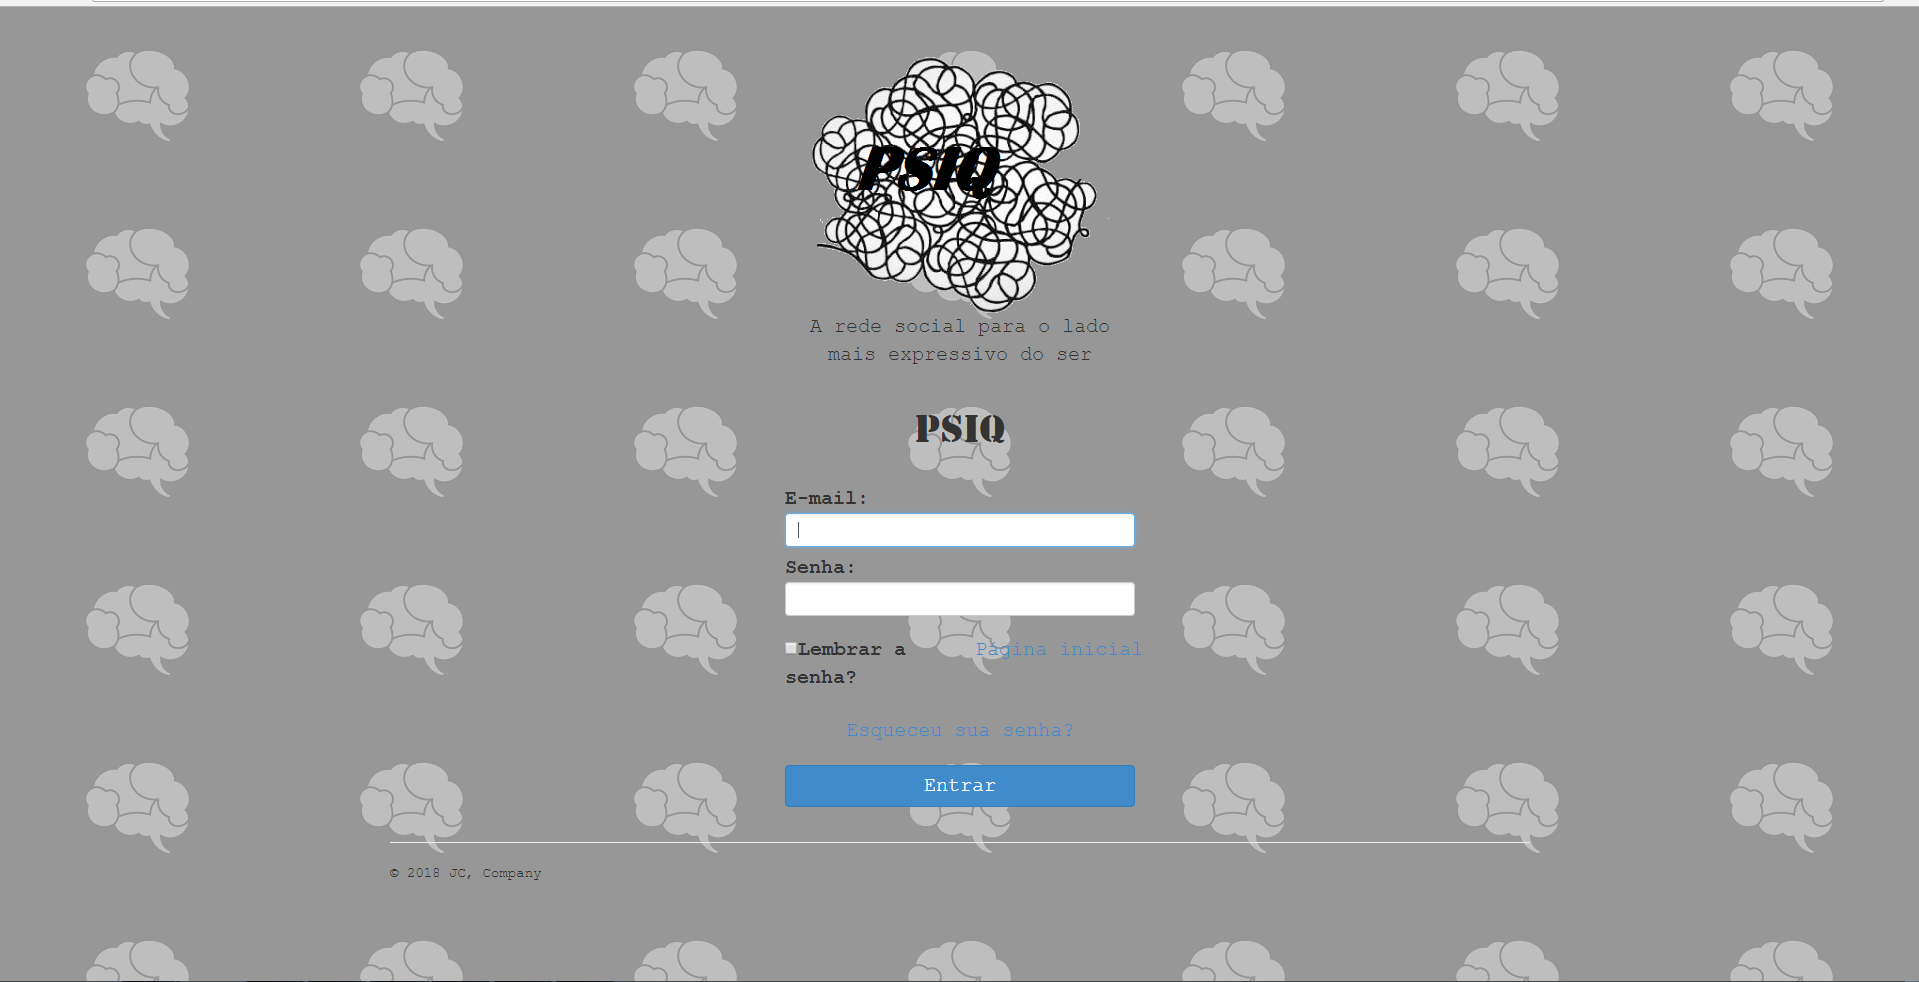 PSIQ
A rede social para o lado
mais expressivo do ser
PSIQ
E-mail:
Senha:
Lembrar a
senha?
Página inicial
Esqueceu sua senha?
Entrar
© 2018 JC, Company